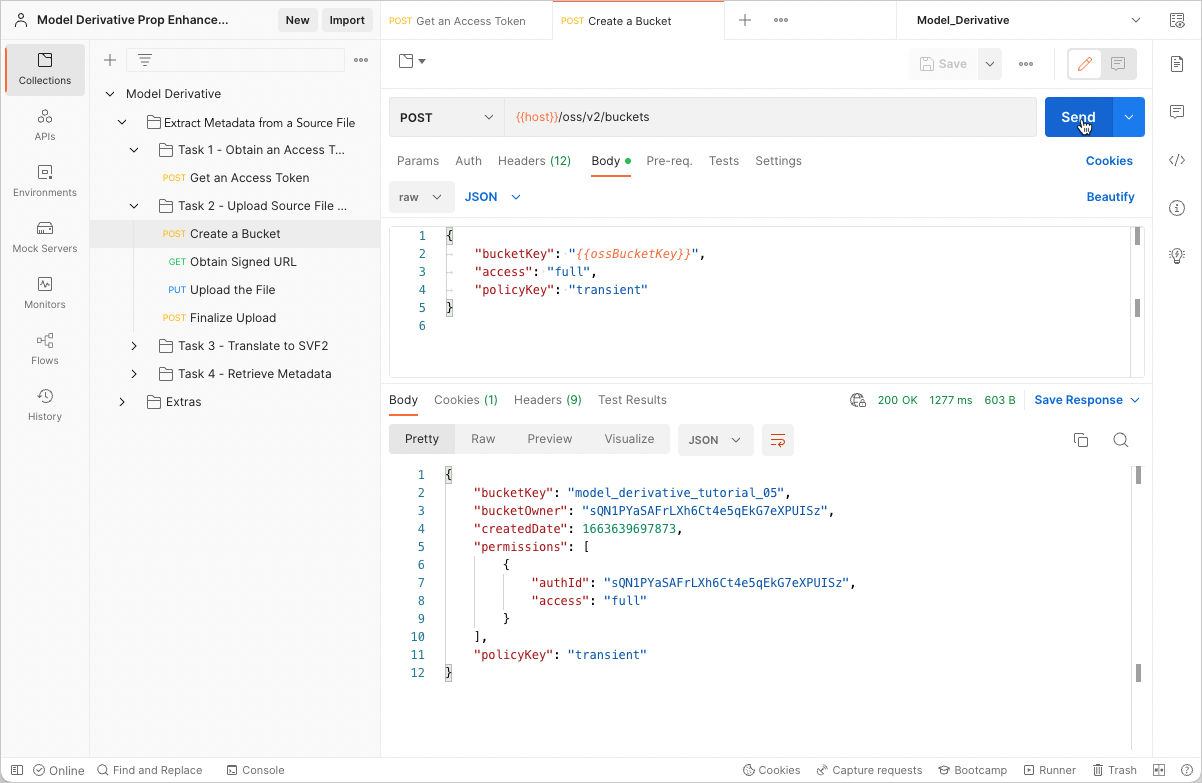 Model Derivative Prop Enhance... New Import
POST Get an Access Token POST Create a Bucket Model_Derivative
Collections
APIs
Environments
Mock Servers
Monitors
Flows
History
Model Derivative
Extract Metadata from a Source File
Task 1 - Obtain an Access T...
POST Get an Access Token
Task 2 - Upload Source File ...
POST Create a Bucket
GET Obtain Signed URL
PUT Upload the File
POST Finalize Upload
Task 3 - Translate to SVF2
Task 4 - Retrieve Metadata
Extras
Save
POST {{host}}/oss/v2/buckets Send
Params Auth Headers (12) Body Pre-req. Tests Settings Cookies
raw JSON Beautify
1 {
2 "bucketKey": "{{ossBucketKey}}",
3 "access": "full",
4 "policyKey": "transient"
5 }
6
Body Cookies (1) Headers (9) Test Results 200 OK 1277 ms 603 B Save Response
Pretty Raw Preview Visualize JSON
1 {
2 "bucketKey": "model_derivative_tutorial_05",
3 "bucketOwner": "sQN1PYaSAFrLXh6Ct4e5qEkG7eXPUISz",
4 "createdDate": 1663639697873,
5 "permissions": [
6 {
7 "authId": "sQN1PYaSAFrLXh6Ct4e5qEkG7eXPUISz",
8 "access": "full"
9 }
10 ],
11 "policyKey": "transient"
12 }
Online Find and Replace Console Cookies Capture requests Bootcamp Runner Trash